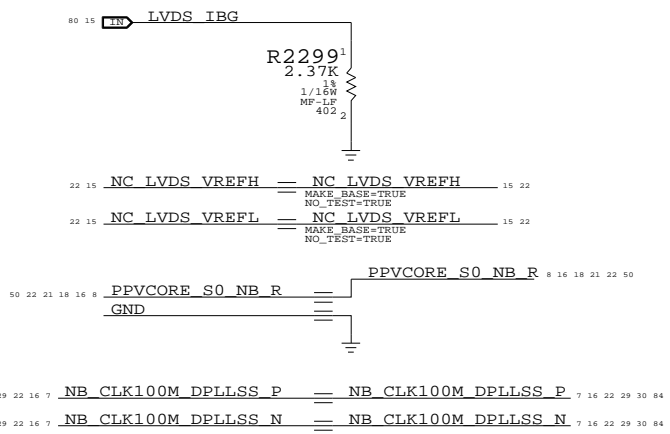 80 15 IN LVDS_IBG
R2299 1
2.37K
1%
1/16W
MF-LF
402 2
22 15 NC_LVDS_VREFH NC_LVDS_VREFH 15 22
MAKE_BASE=TRUE
NO_TEST=TRUE
22 15 NC_LVDS_VREFL NC_LVDS_VREFL 15 22
MAKE_BASE=TRUE
NO_TEST=TRUE
PPVCORE_S0_NB_R 8 16 18 21 22 50
50 22 21 18 16 8 PPVCORE_S0_NB_R
GND
29 22 16 7 NB_CLK100M_DPLLSS_P NB_CLK100M_DPLLSS_P 7 16 22 29 30 84
29 22 16 7 NB_CLK100M_DPLLSS_N NB_CLK100M_DPLLSS_N 7 16 22 29 30 84